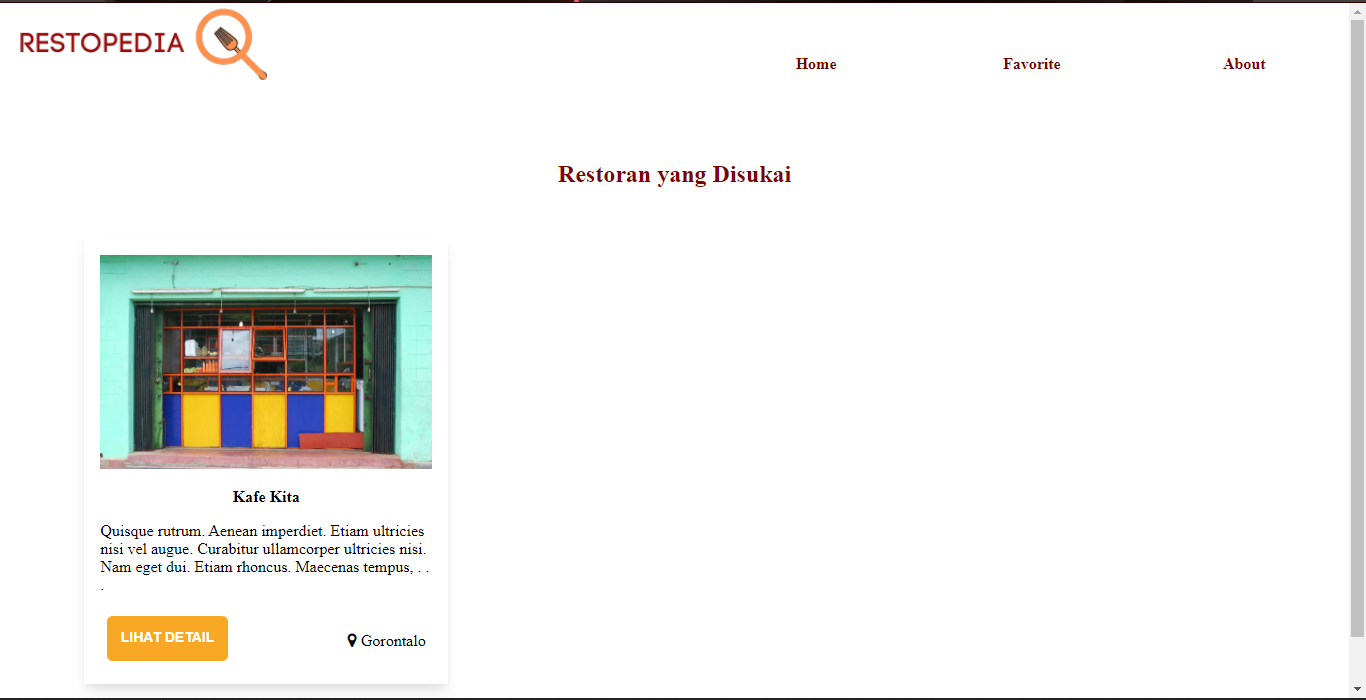 RESTOPEDIA
Home Favorite About
Restoran yang Disukai
Kafe Kita
Quisque rutrum. Aenean imperdiet. Etiam ultricies
nisi vel augue. Curabitur ullamcorper ultricies nisi.
Nam eget dui. Etiam rhoncus. Maecenas tempus, . .
.
LIHAT DETAIL
Gorontalo